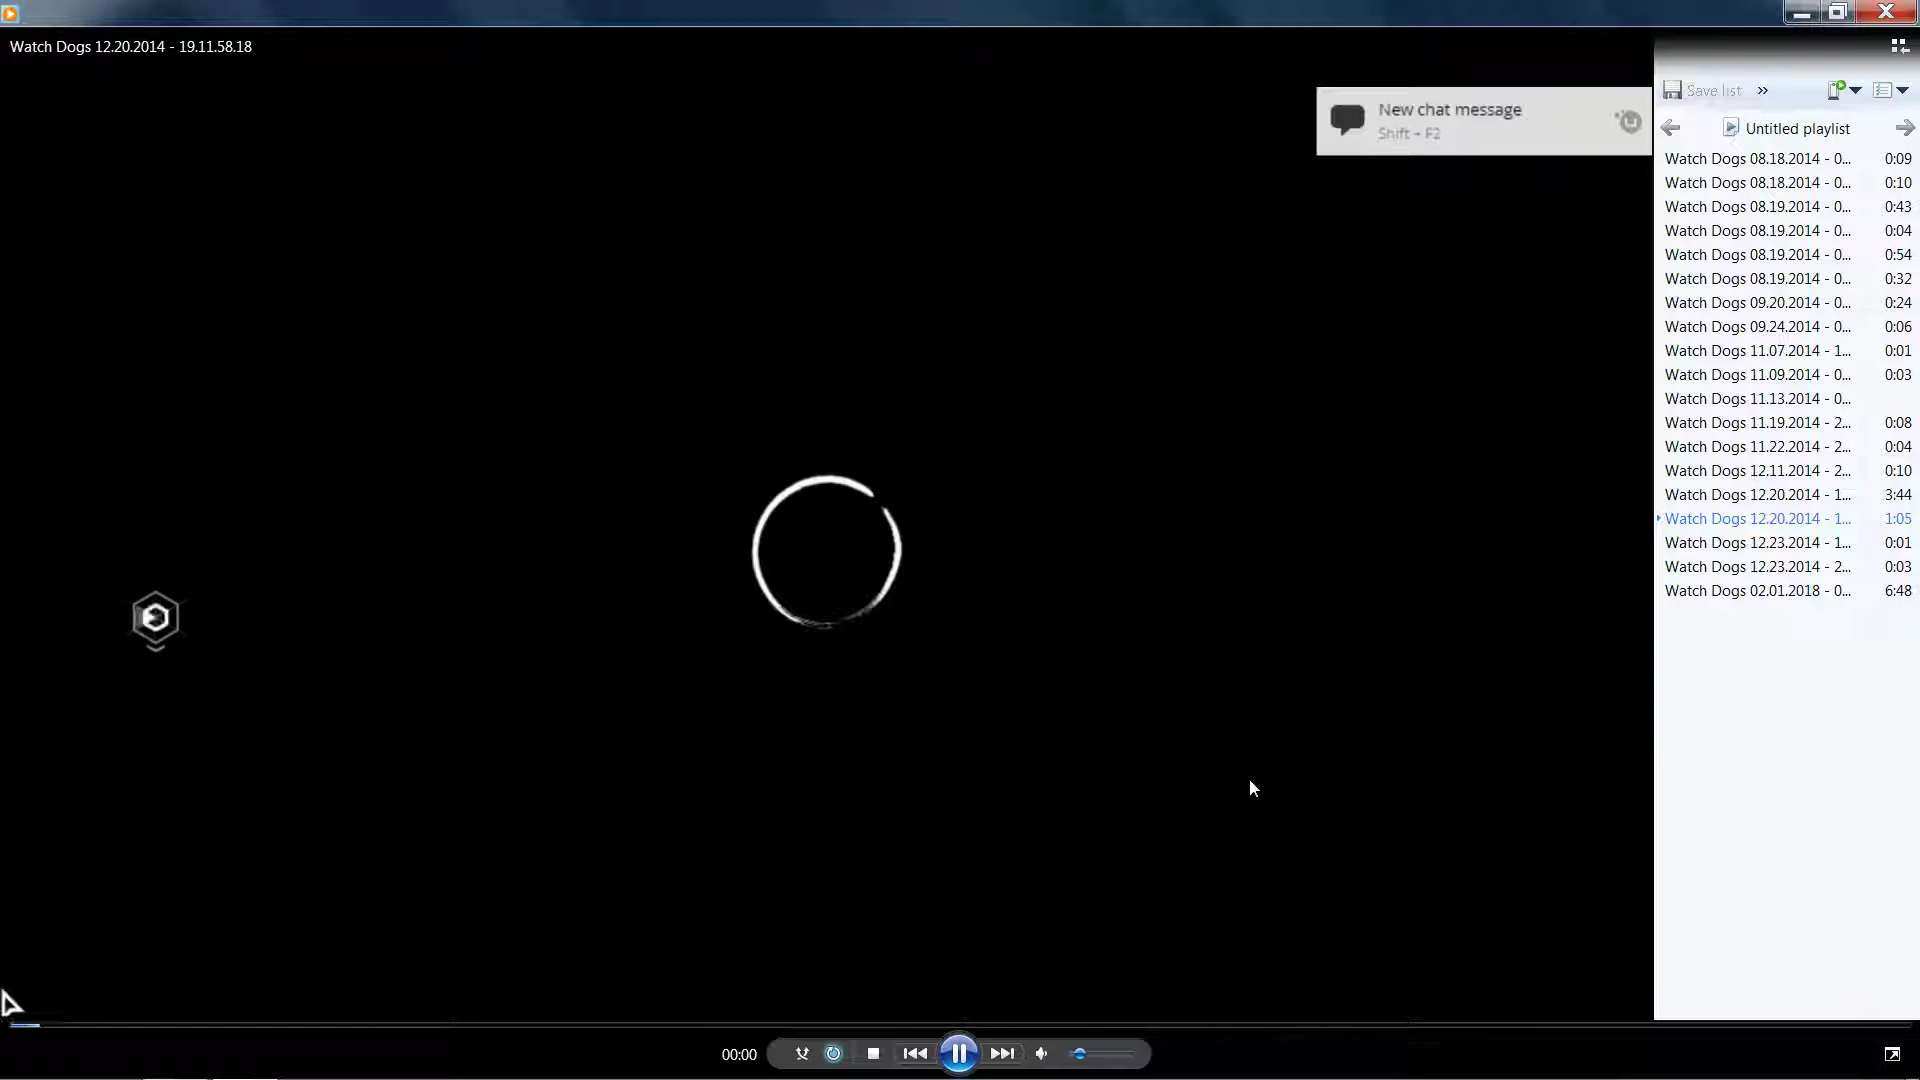 Watch Dogs 12.20.2014 - 19.11.58.18
New chat message
Shift + F2
Save list »
Untitled playlist
Watch Dogs 08.18.2014 - 0... 0:09
Watch Dogs 08.18.2014 - 0... 0:10
Watch Dogs 08.19.2014 - 0... 0:43
Watch Dogs 08.19.2014 - 0... 0:04
Watch Dogs 08.19.2014 - 0... 0:54
Watch Dogs 08.19.2014 - 0... 0:32
Watch Dogs 09.20.2014 - 0... 0:24
Watch Dogs 09.24.2014 - 0... 0:06
Watch Dogs 11.07.2014 - 1... 0:01
Watch Dogs 11.09.2014 - 0... 0:03
Watch Dogs 11.13.2014 - 0...
Watch Dogs 11.19.2014 - 2... 0:08
Watch Dogs 11.22.2014 - 2... 0:04
Watch Dogs 12.11.2014 - 2... 0:10
Watch Dogs 12.20.2014 - 1... 3:44
Watch Dogs 12.20.2014 - 1... 1:05
Watch Dogs 12.23.2014 - 1... 0:01
Watch Dogs 12.23.2014 - 2... 0:03
Watch Dogs 02.01.2018 - 0... 6:48
00:00